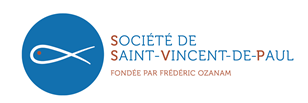 SOCIÉTÉ DE
SAINT-VINCENT-DE-PAUL
FONDÉE PAR FRÉDÉRIC OZANAM